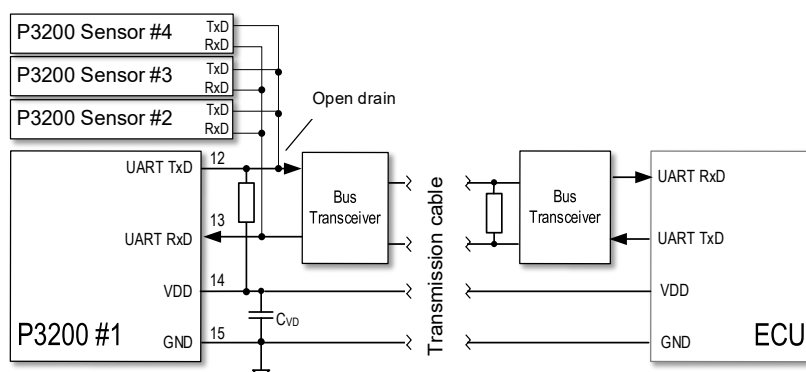 P3200 Sensor #4
TxD
RxD
P3200 Sensor #3
TxD
RxD
P3200 Sensor #2
TxD
RxD
Open drain
UART TxD
12
Bus
Transceiver
UART RxD
13
VDD
14
CVD
P3200 #1
GND
15
Transmission cable
Bus
Transceiver
UART RxD
UART TxD
VDD
GND
ECU